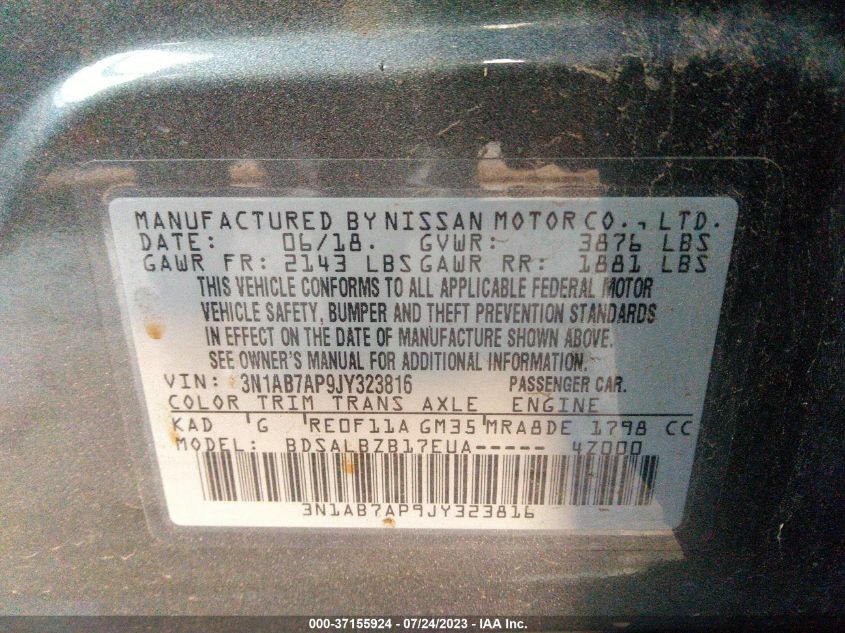 MANUFACTURED BY NISSAN MOTOR CO., LTD.
DATE: 06/18. GVWR: 3876 LBS
GAWR FR: 2143 LBS GAWR RR: 1881 LBS
THIS VEHICLE CONFORMS TO ALL APPLICABLE FEDERAL MOTOR
VEHICLE SAFETY, BUMPER AND THEFT PREVENTION STANDARDS
IN EFFECT ON THE DATE OF MANUFACTURE SHOWN ABOVE.
SEE OWNER'S MANUAL FOR ADDITIONAL INFORMATION.
VIN: 3N1AB7AP9JY323816 PASSENGER CAR.
COLOR TRIM TRANS AXLE ENGINE
KAD G RE0F11A GM35 MRA8DE 1798 CC
MODEL: BDSALBZB17EUA----- 4Z000
3N1AB7AP9JY323816
000-37155924 - 07/24/2023 - IAA Inc.